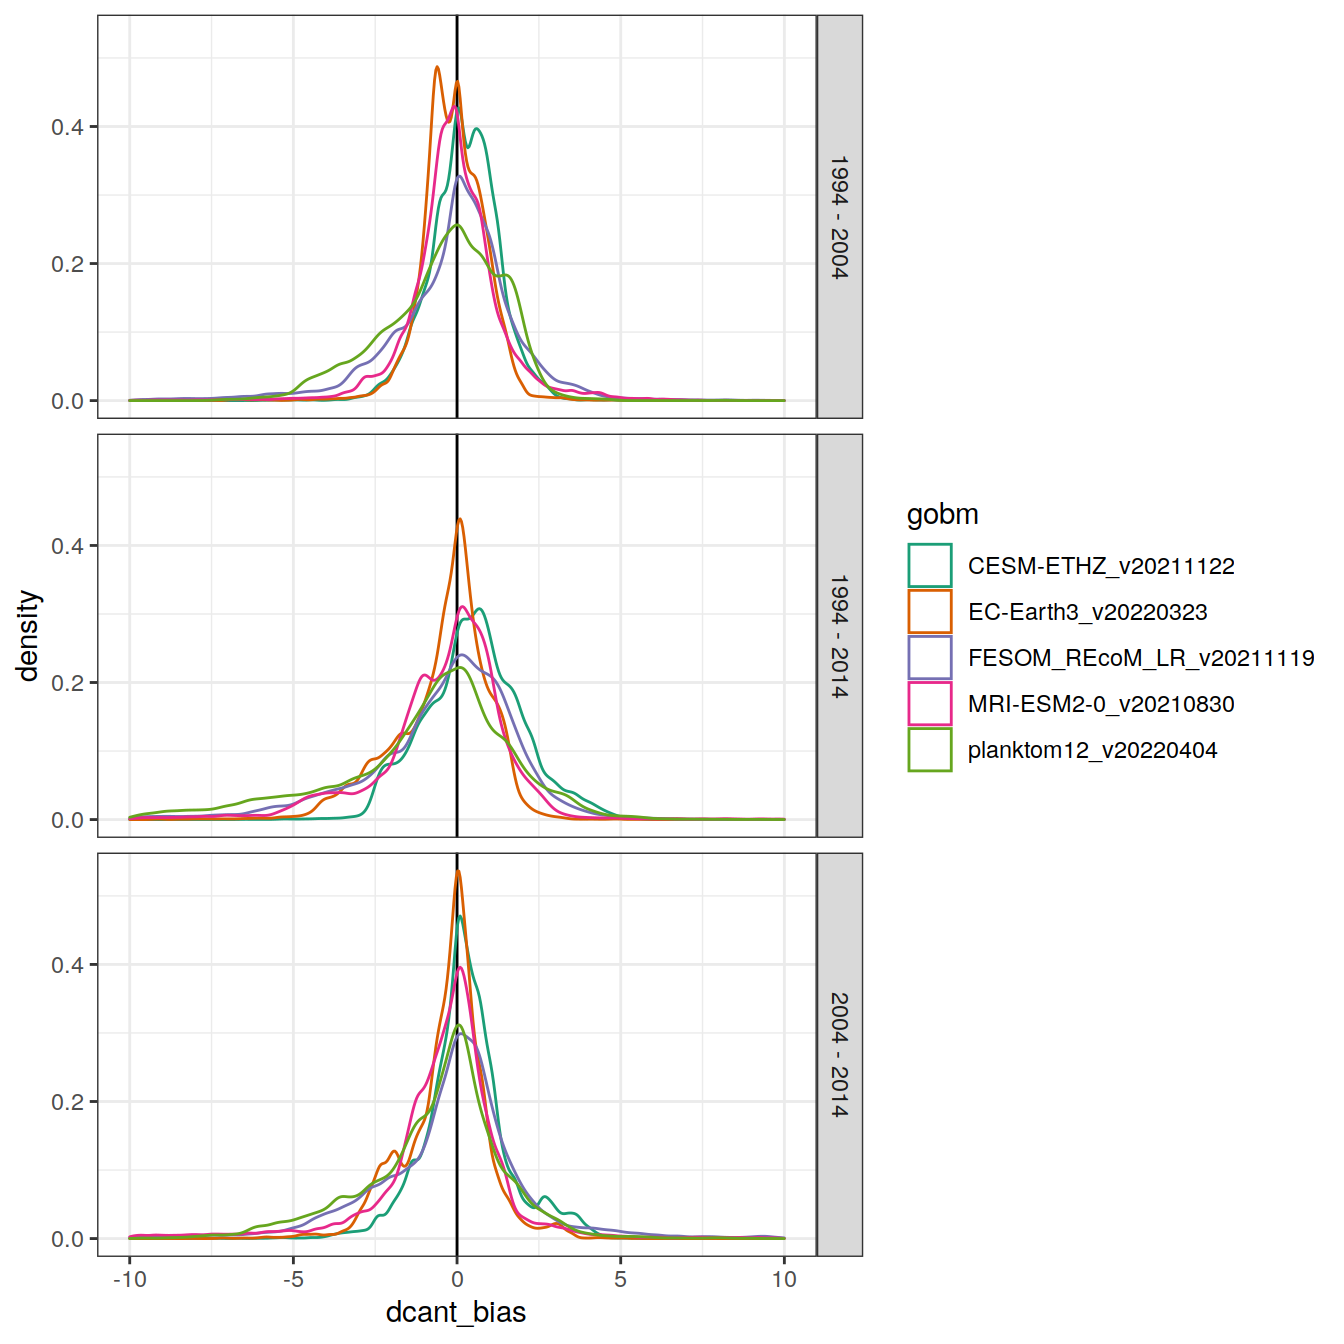 density
0.4
0.2
0.0
1994 - 2004
0.4
0.2
0.0
1994 - 2014
0.4
0.2
0.0
2004 - 2014
-10
-5
0
5
10
dcant_bias
gobm
CESM-ETHZ_v20211122
EC-Earth3_v20220323
FESOM_REcoM_LR_v20211119
MRI-ESM2-0_v20210830
planktom12_v20220404